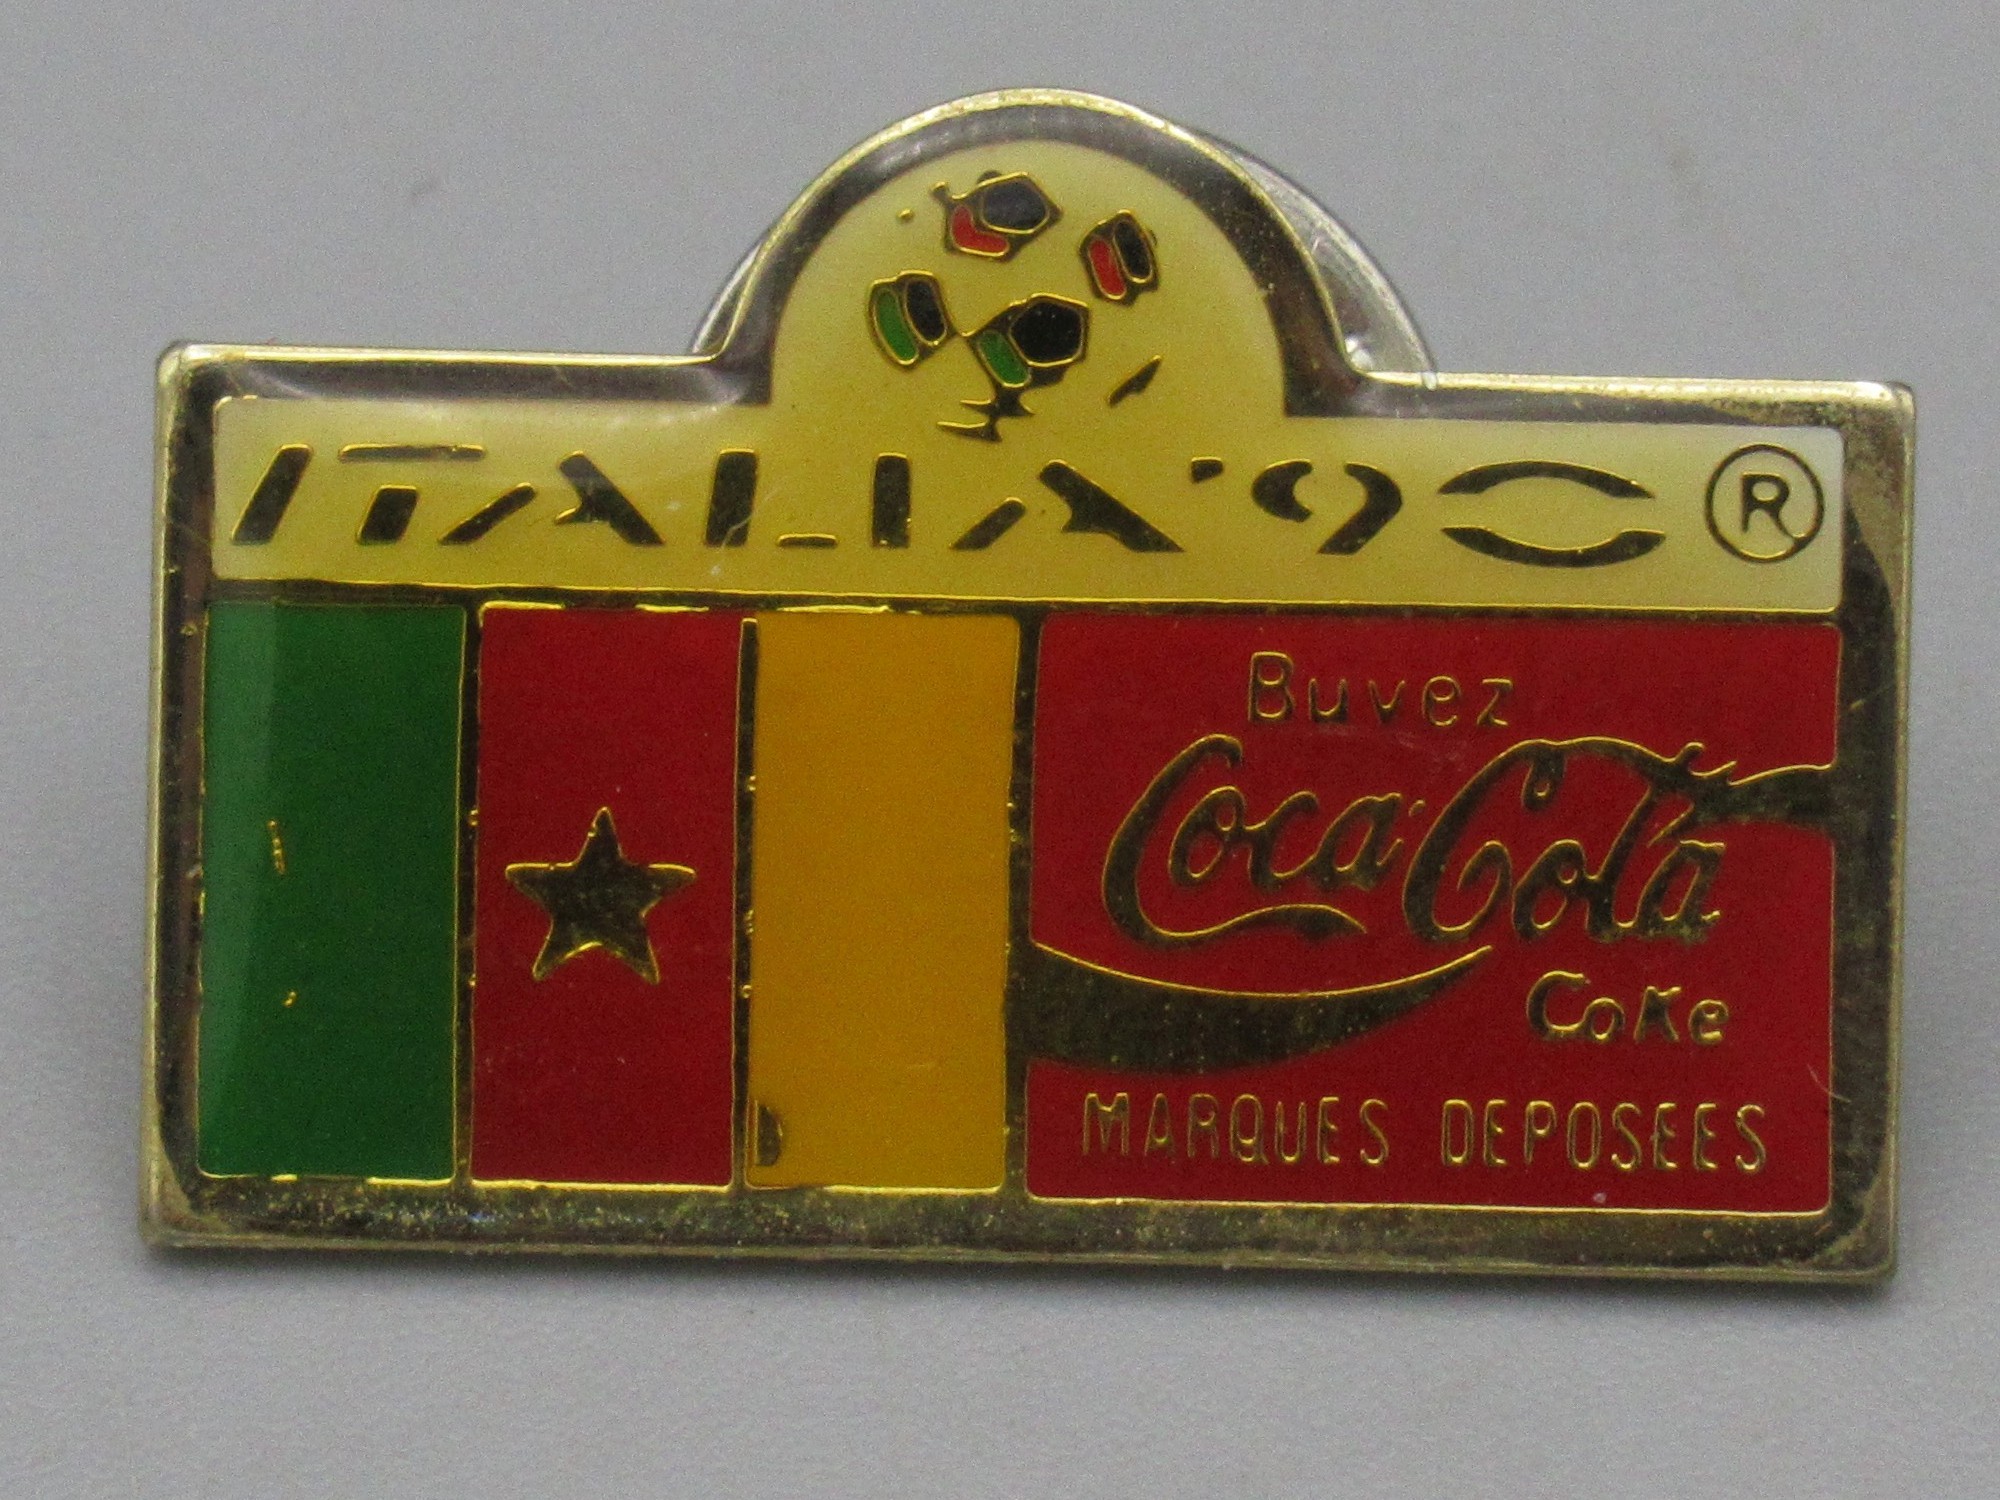 ITALIA '90 ®
Buvez
Coca-Cola
Coke
MARQUES DEPOSEES